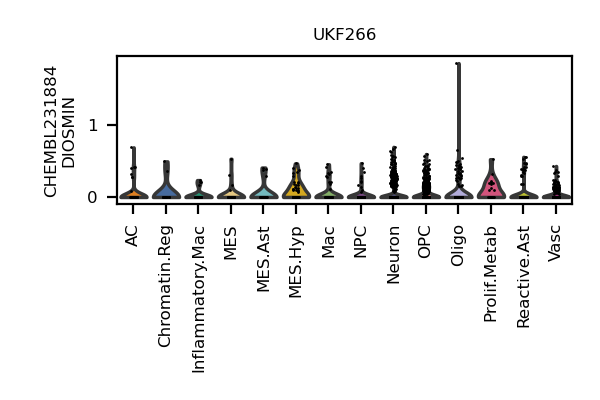 UKF266
CHEMBL231884
DIOSMIN
1
0
AC
Chromatin.Reg
Inflammatory.Mac
MES
MES.Ast
MES.Hyp
Mac
NPC
Neuron
OPC
Oligo
Prolif.Metab
Reactive.Ast
Vasc